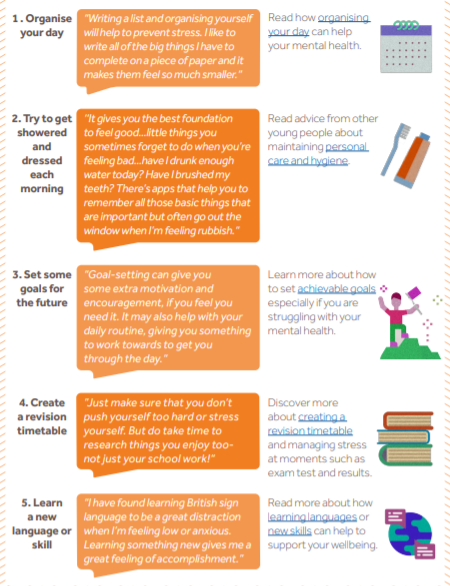 1. Organise
your day
"Writing a list and organising yourself
will help to prevent stress. I like to
write all of the big things I have to
complete on a piece of paper and it
makes them feel so much smaller."
Read how organising
your day can help
your mental health.
2. Try to get
showered
and
dressed
each
morning
"It gives you the best foundation
to feel good...little things you
sometimes forget to do when you're
feeling bad...have I drunk enough
water today? Have I brushed my
teeth? There's apps that help you to
remember all those basic things that
are important but often go out the
window when I'm feeling rubbish."
Read advice from other
young people about
maintaining personal
care and hygiene.
3. Set some
goals for
the future
"Goal-setting can give you
some extra motivation and
encouragement, if you feel you
need it. It may also help with your
daily routine, giving you something
to work towards to get you
through the day."
Learn more about how
to set achievable goals
especially if you are
struggling with your
mental health.
4. Create
a revision
timetable
"Just make sure that you don't
push yourself too hard or stress
yourself. But do take time to
research things you enjoy too-
not just your school work!"
Discover more
about creating a
revision timetable
and managing stress
at moments such as
exam test and results.
5. Learn
a new
language or
skill
"I have found learning British sign
language to be a great distraction
when I'm feeling low or anxious.
Learning something new gives me a
great feeling of accomplishment."
Read more about how
learning languages or
new skills can help to
support your wellbeing.